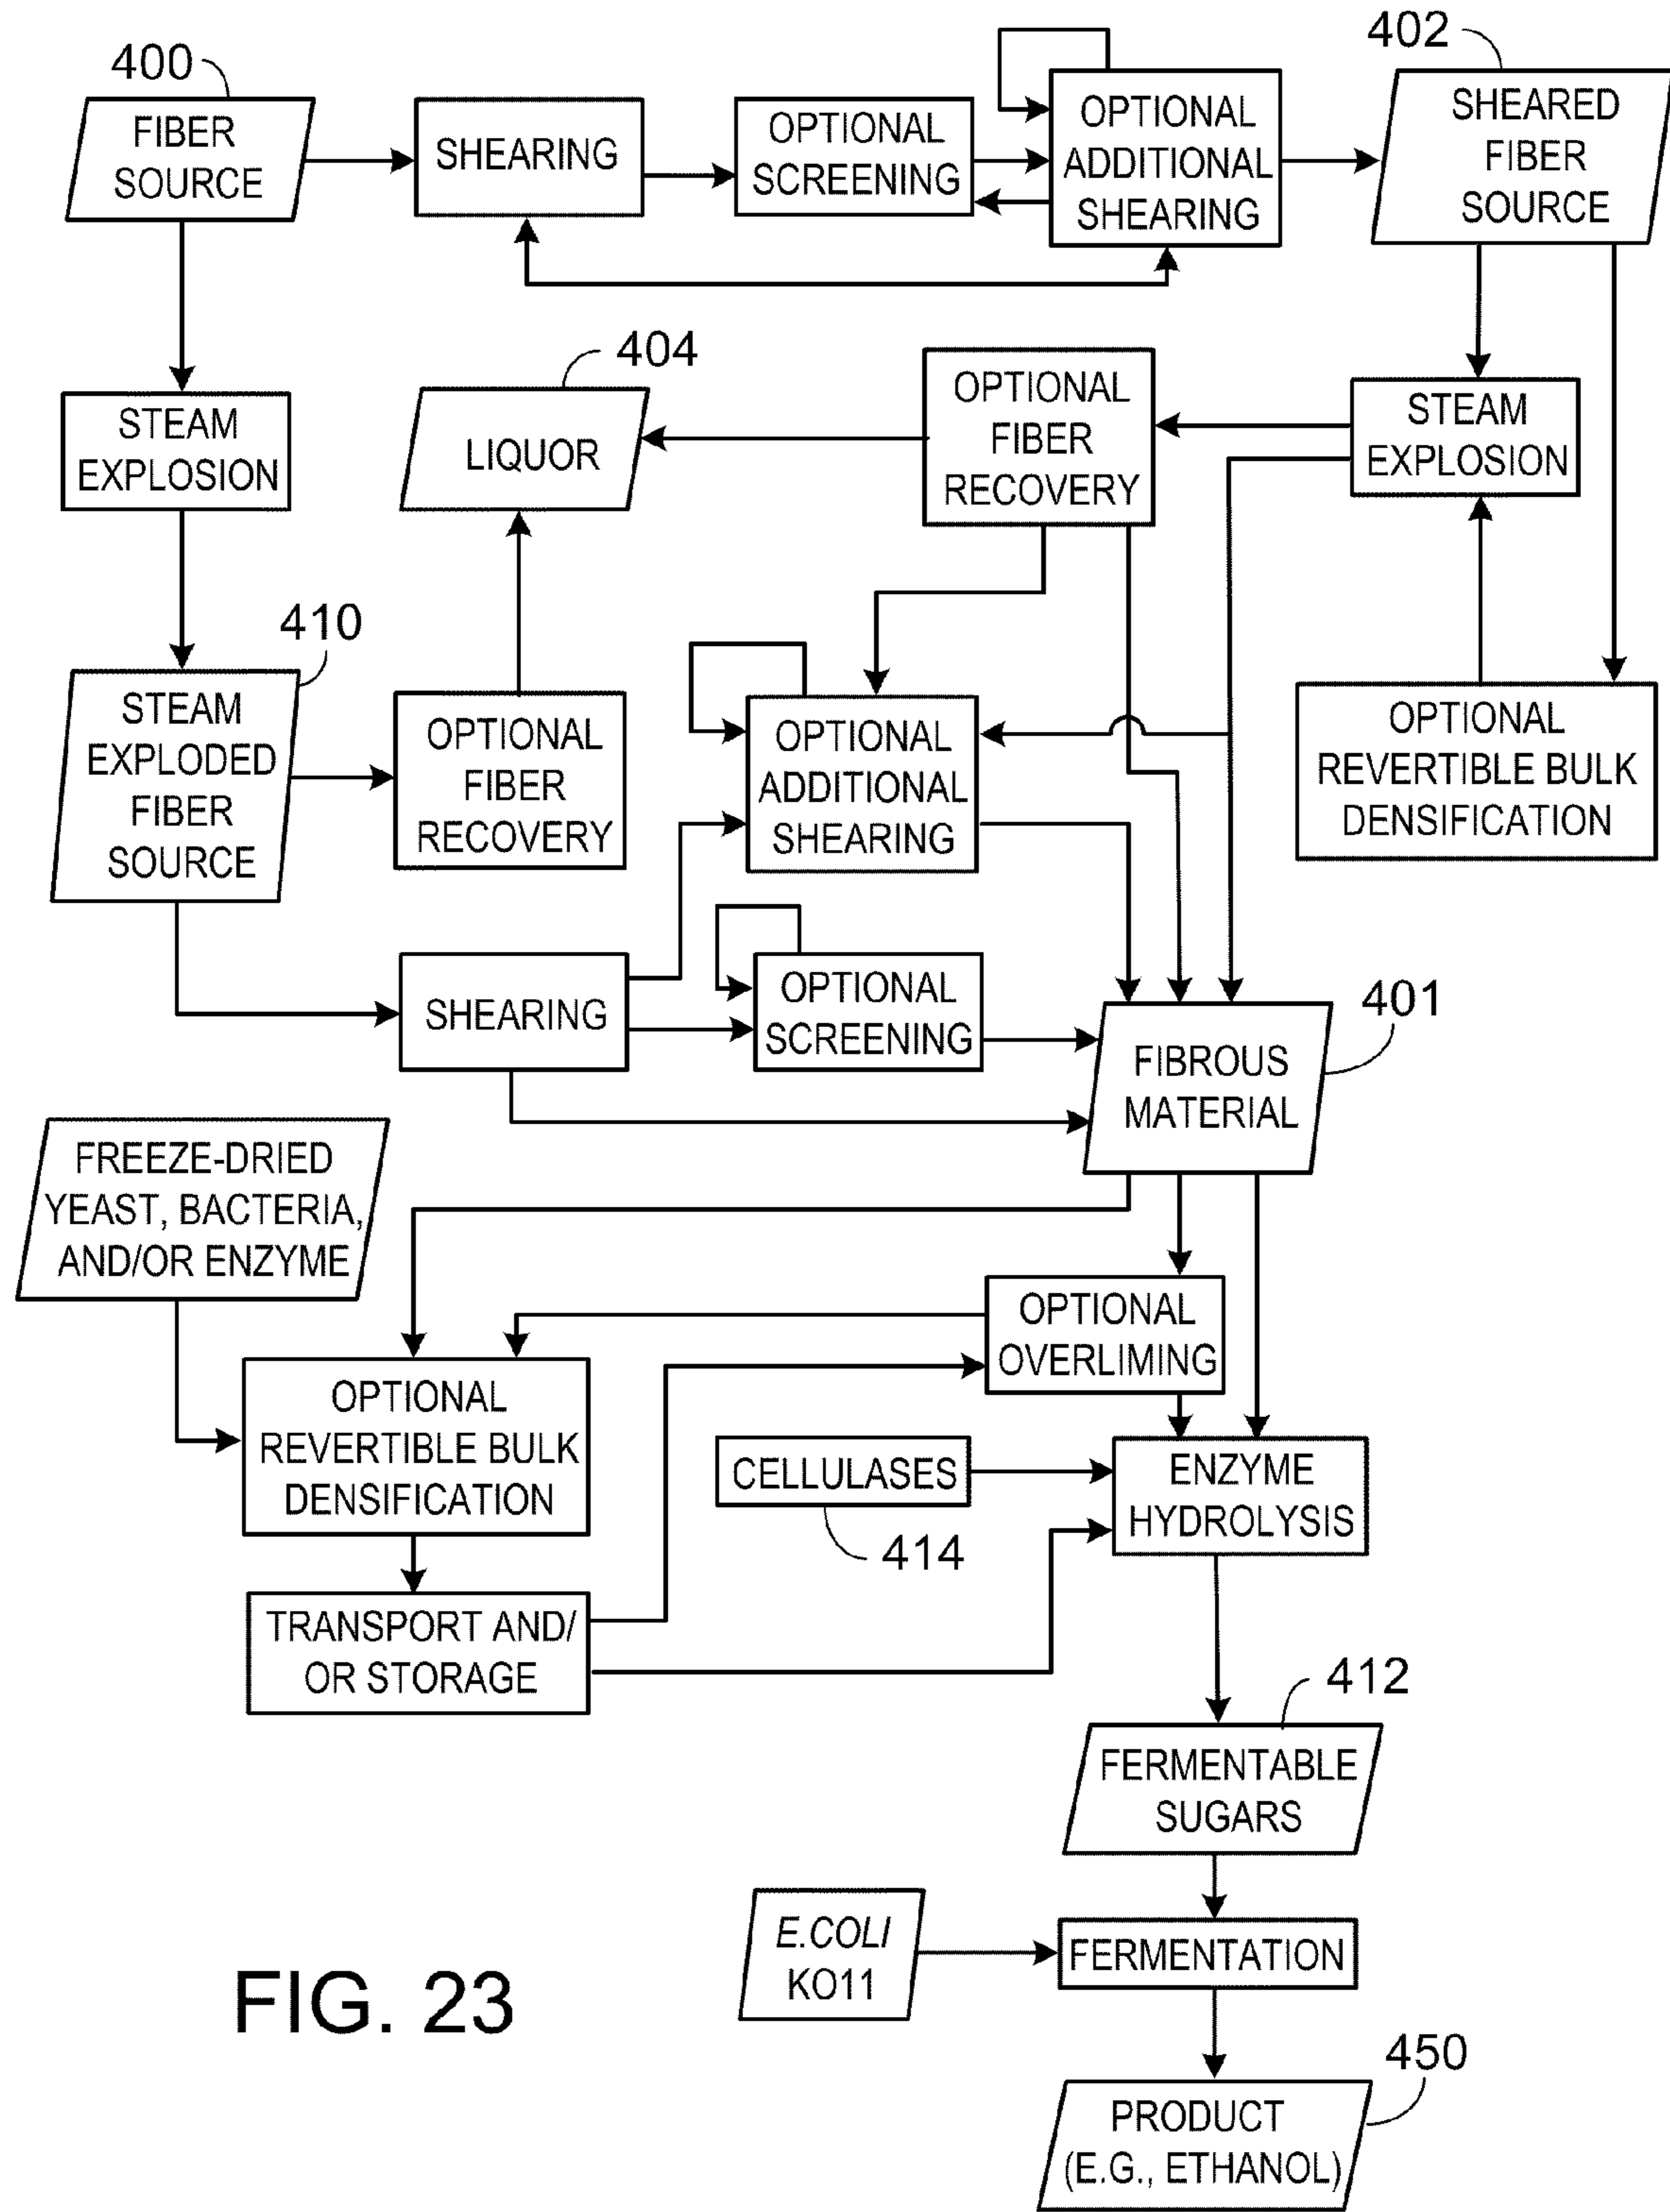 400
FIBER
SOURCE
SHEARING
OPTIONAL
SCREENING
OPTIONAL
ADDITIONAL
SHEARING
402
SHEARED
FIBER
SOURCE
STEAM
EXPLOSION
404
LIQUOR
OPTIONAL
FIBER
RECOVERY
STEAM
EXPLOSION
410
STEAM
EXPLODED
FIBER
SOURCE
OPTIONAL
FIBER
RECOVERY
OPTIONAL
ADDITIONAL
SHEARING
OPTIONAL
REVERTIBLE BULK
DENSIFICATION
SHEARING
OPTIONAL
SCREENING
401
FIBROUS
MATERIAL
FREEZE-DRIED
YEAST, BACTERIA,
AND/OR ENZYME
OPTIONAL
OVERLIMING
OPTIONAL
REVERTIBLE BULK
DENSIFICATION
CELLULASES
414
ENZYME
HYDROLYSIS
TRANSPORT AND/
OR STORAGE
412
FERMENTABLE
SUGARS
E.COLI
KO11
FERMENTATION
FIG. 23
450
PRODUCT
(E.G., ETHANOL)